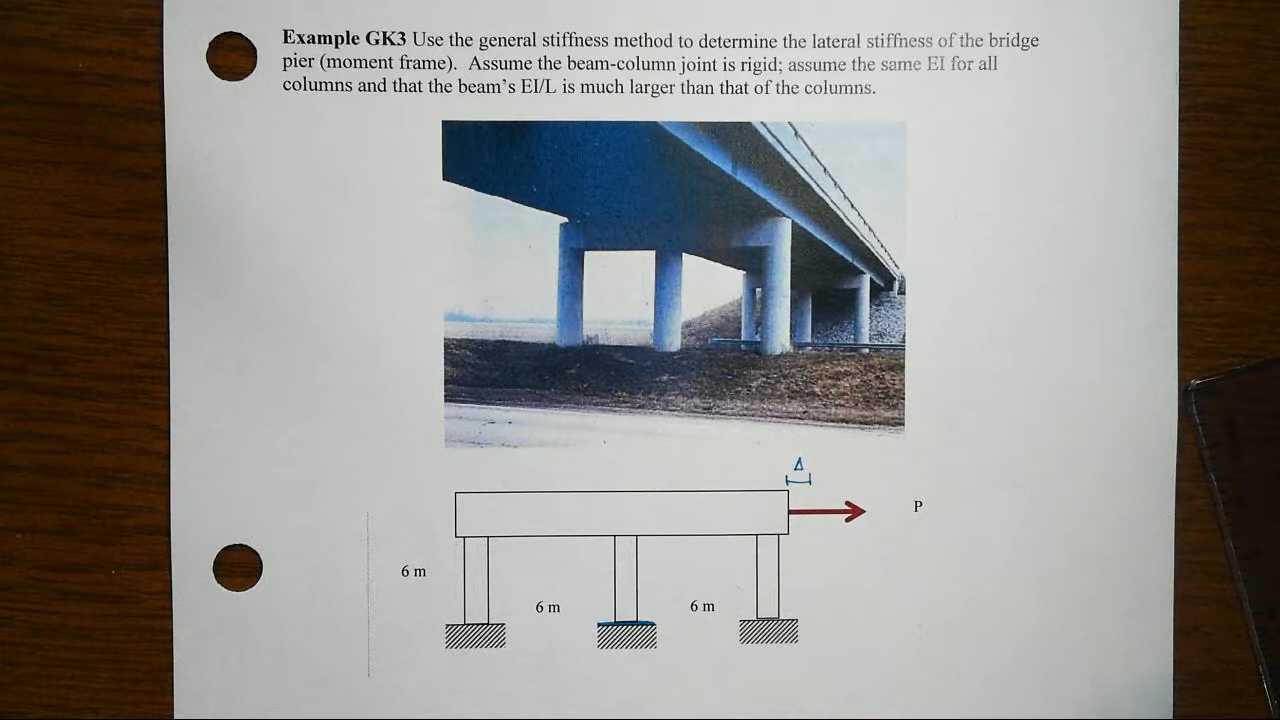 Example GK3 Use the general stiffness method to determine the lateral stiffness of the bridge
pier (moment frame). Assume the beam-column joint is rigid; assume the same EI for all
columns and that the beam's EI/L is much larger than that of the columns.
Δ
P
6 m
6 m
6 m